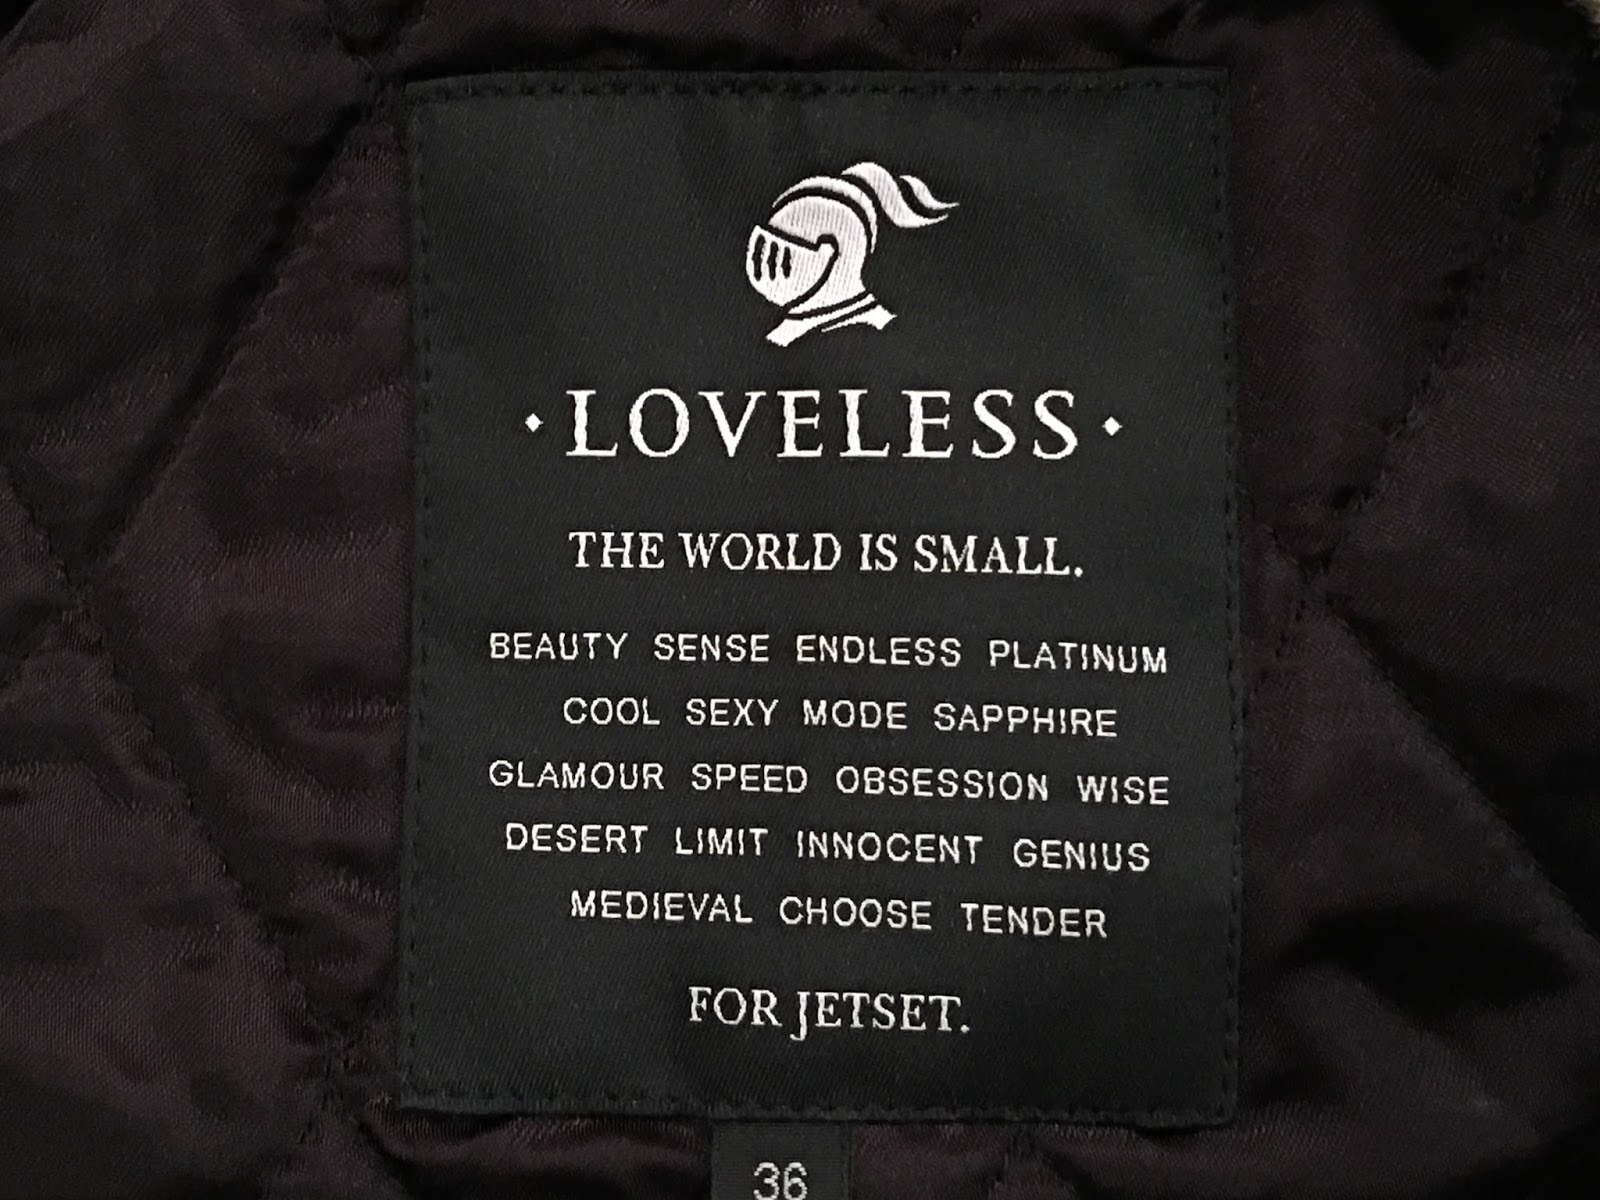 ·LOVELESS·
THE WORLD IS SMALL.
BEAUTY SENSE ENDLESS PLATINUM
COOL SEXY MODE SAPPHIRE
GLAMOUR SPEED OBSESSION WISE
DESERT LIMIT INNOCENT GENIUS
MEDIEVAL CHOOSE TENDER
FOR JETSET.
36